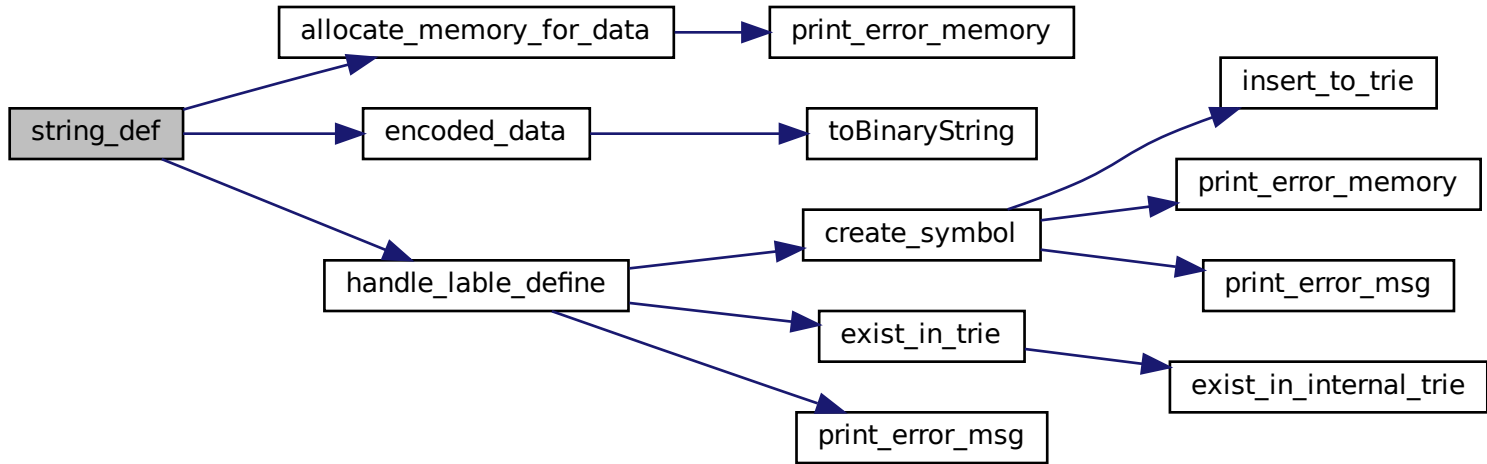 allocate_memory_for_data
print_error_memory
insert_to_trie
string_def
encoded_data
toBinaryString
print_error_memory
create_symbol
handle_lable_define
print_error_msg
exist_in_trie
exist_in_internal_trie
print_error_msg